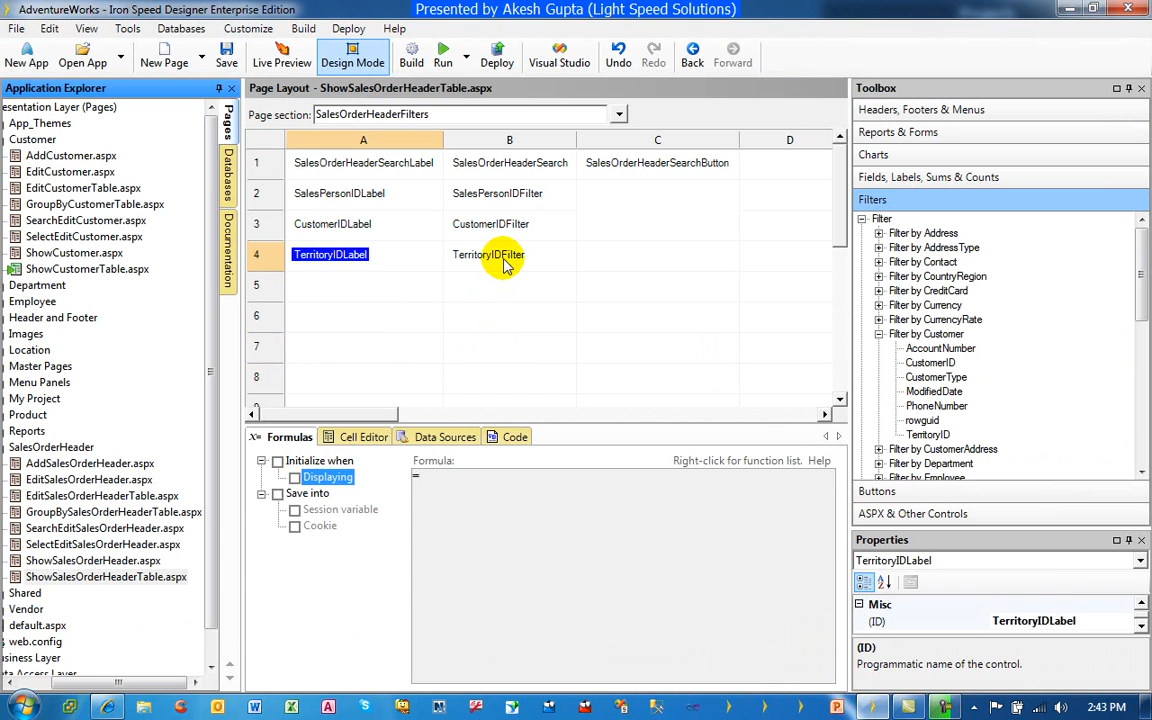 AdventureWorks - Iron Speed Designer Enterprise Edition
Presented by Akesh Gupta (Light Speed Solutions)
File Edit View Tools Databases Customize Build Deploy Help
New App Open App New Page Save Live Preview Design Mode Build Run Deploy Visual Studio Undo Redo Back Forward
Application Explorer
esentation Layer (Pages)
App_Themes
Customer
AddCustomer.aspx
EditCustomer.aspx
EditCustomerTable.aspx
GroupByCustomerTable.aspx
SearchEditCustomer.aspx
SelectEditCustomer.aspx
ShowCustomer.aspx
ShowCustomerTable.aspx
Department
Employee
Header and Footer
Images
Location
Master Pages
Menu Panels
My Project
Product
Reports
SalesOrderHeader
AddSalesOrderHeader.aspx
EditSalesOrderHeader.aspx
EditSalesOrderHeaderTable.aspx
GroupBySalesOrderHeaderTable.aspx
SearchEditSalesOrderHeader.aspx
SelectEditSalesOrderHeader.aspx
ShowSalesOrderHeader.aspx
ShowSalesOrderHeaderTable.aspx
Shared
Vendor
default.aspx
web.config
usiness Layer
Pages
Databases
Documentation
Page Layout - ShowSalesOrderHeaderTable.aspx
Page section: SalesOrderHeaderFilters
A B C D
1 SalesOrderHeaderSearchLabel SalesOrderHeaderSearch SalesOrderHeaderSearchButton
2 SalesPersonIDLabel SalesPersonIDFilter
3 CustomerIDLabel CustomerIDFilter
4 TerritoryIDLabel TerritoryIDFilter
5
6
7
8
Formulas Cell Editor Data Sources Code
Initialize when
Displaying
Save into
Session variable
Cookie
Formula: Right-click for function list. Help
=
Toolbox
Headers, Footers & Menus
Reports & Forms
Charts
Fields, Labels, Sums & Counts
Filters
Filter
Filter by Address
Filter by AddressType
Filter by Contact
Filter by CountryRegion
Filter by CreditCard
Filter by Currency
Filter by CurrencyRate
Filter by Customer
AccountNumber
CustomerID
CustomerType
ModifiedDate
PhoneNumber
rowguid
TerritoryID
Filter by CustomerAddress
Filter by Department
Filter by Employee
Buttons
ASPX & Other Controls
Properties
TerritoryIDLabel
Misc
(ID) TerritoryIDLabel
(ID)
Programmatic name of the control.
2:43 PM